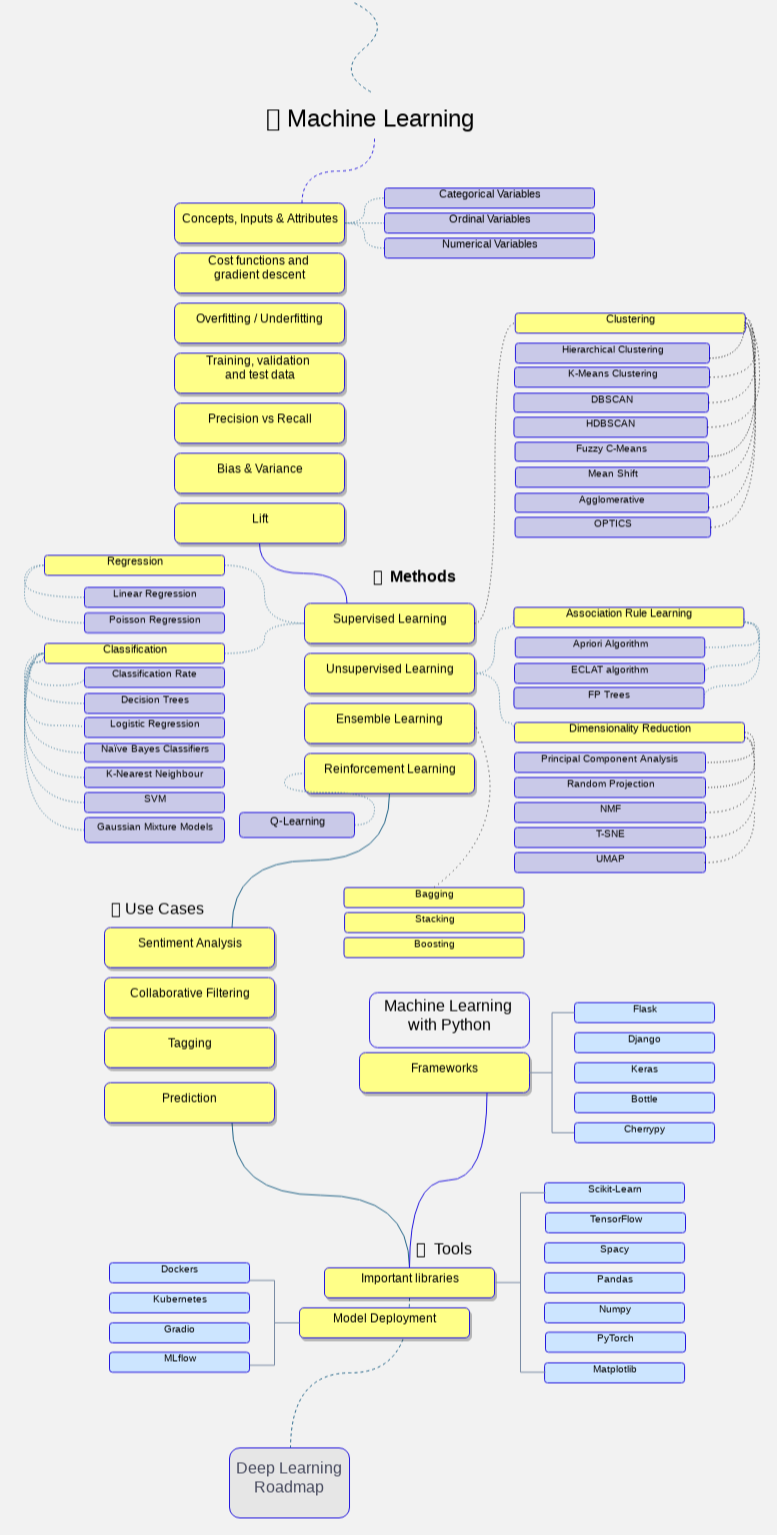 Machine Learning
Concepts, Inputs & Attributes
Categorical Variables
Ordinal Variables
Numerical Variables
Cost functions and
gradient descent
Overfitting / Underfitting
Training, validation
and test data
Precision vs Recall
Bias & Variance
Lift
Clustering
Hierarchical Clustering
K-Means Clustering
DBSCAN
HDBSCAN
Fuzzy C-Means
Mean Shift
Agglomerative
OPTICS
Methods
Regression
Linear Regression
Poisson Regression
Classification
Classification Rate
Decision Trees
Logistic Regression
Naïve Bayes Classifiers
K-Nearest Neighbour
SVM
Gaussian Mixture Models
Supervised Learning
Unsupervised Learning
Ensemble Learning
Reinforcement Learning
Q-Learning
Association Rule Learning
Apriori Algorithm
ECLAT algorithm
FP Trees
Dimensionality Reduction
Principal Component Analysis
Random Projection
NMF
T-SNE
UMAP
Bagging
Stacking
Boosting
Use Cases
Sentiment Analysis
Collaborative Filtering
Tagging
Prediction
Machine Learning
with Python
Frameworks
Flask
Django
Keras
Bottle
Cherrypy
Tools
Important libraries
Scikit-Learn
TensorFlow
Spacy
Pandas
Numpy
PyTorch
Matplotlib
Model Deployment
Dockers
Kubernetes
Gradio
MLflow
Deep Learning
Roadmap